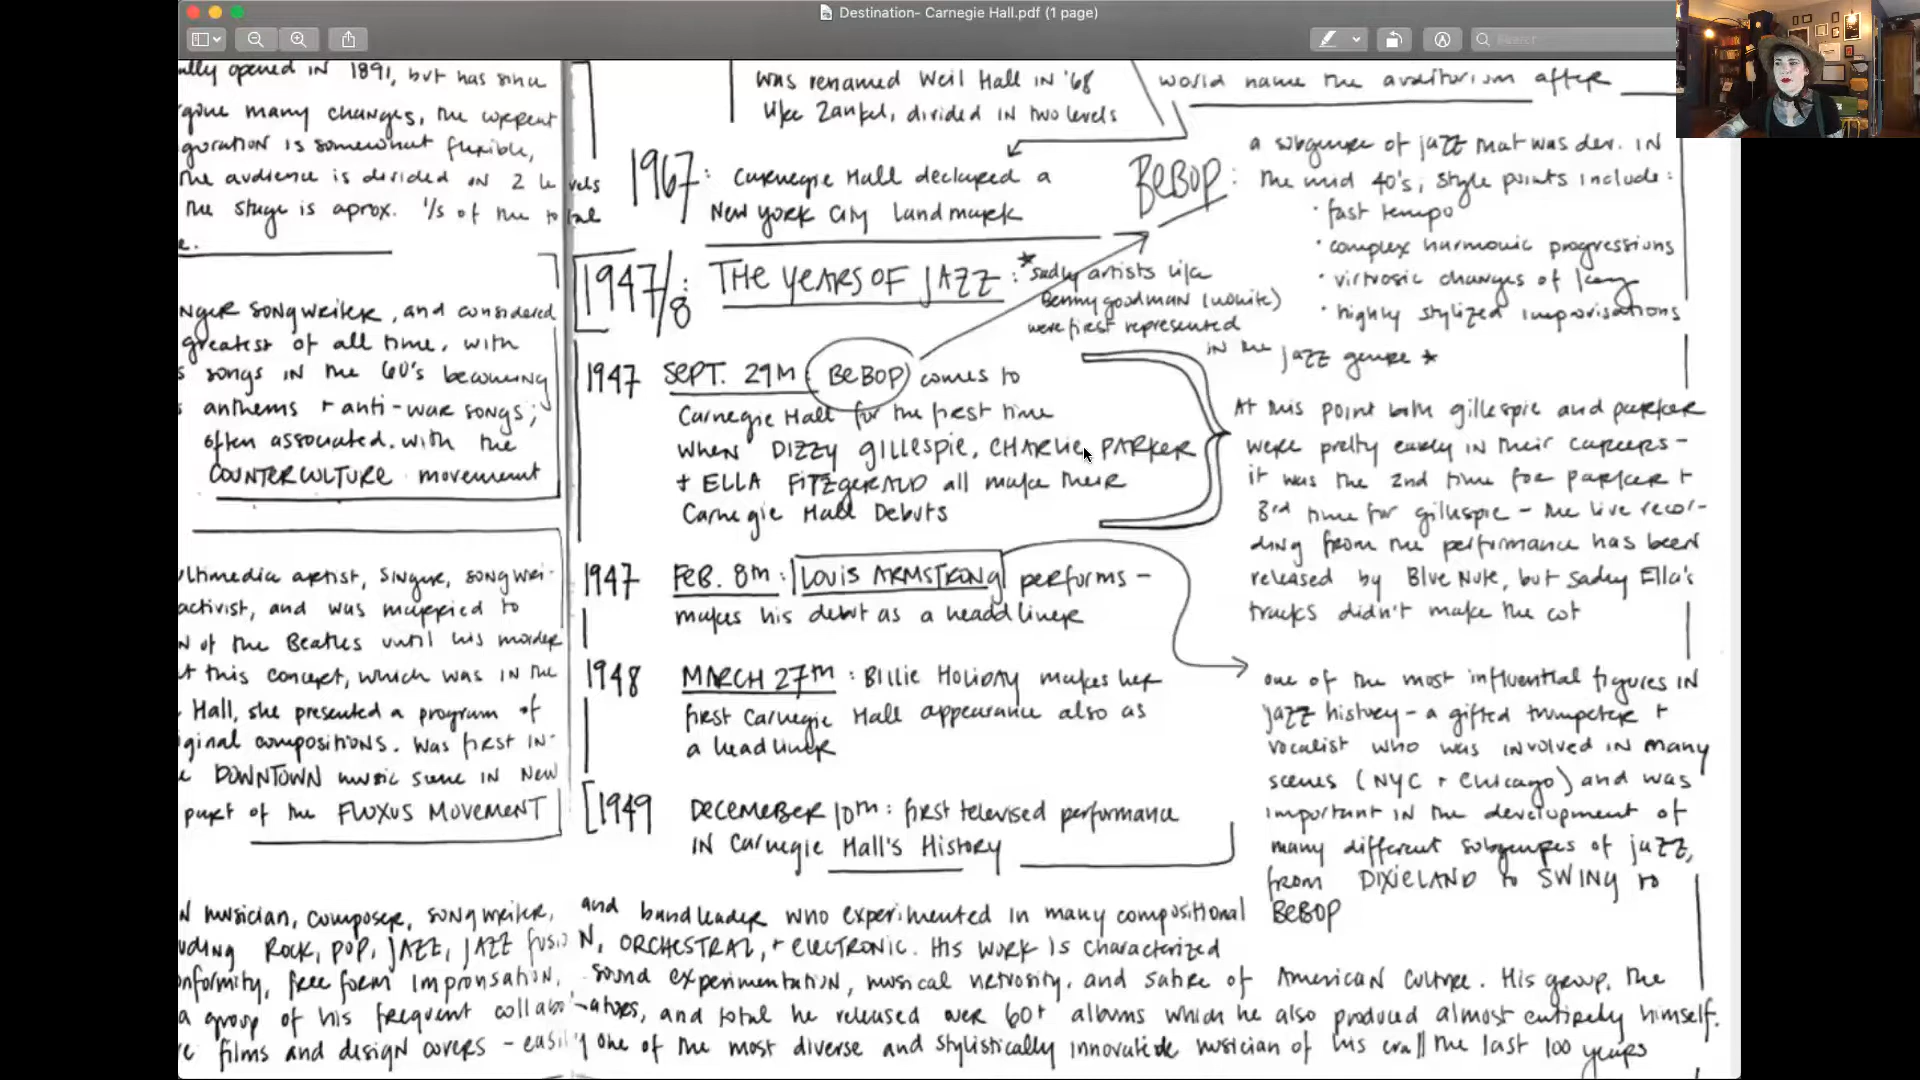 Destination- Carnegie Hall.pdf (1 page)
Search
ally opened in 1891, but has since
gone many changes, the current
guration is somewhat flexible,
the audience is divided on 2 levels
the stage is aprox. 1/5 of the total
e.
nger songwriter, and considered
greatest of all time, with
s songs in the 60's becoming
anthems + anti-war songs;
often associated with the
COUNTERCULTURE movement
ultimedia artist, singer, songwri-
activist, and was married to
n of the Beatles until his murder
at this concert, which was in the
Hall, she presented a program of
iginal compositions. Was first in-
e DOWNTOWN music scene in New
part of the FLUXUS MOVEMENT
was renamed Weil Hall in '68
like Zankel, divided in two levels
world name the auditorium after
1967: Carnegie Hall declared a
New York City landmark
BEBOP: a subgenre of jazz that was dev. in
the mid 40's, style points include:
· fast tempo
· complex harmonic progressions
· virtuosic changes of key
· highly stylized improvisations
1947/8: THE YEARS OF JAZZ: *sadly artists like
Benny goodman (white)
were first represented
in the jazz genre *
1947 SEPT. 29th: BEBOP comes to
Carnegie Hall for the first time
when DIZZY gillespie, CHARLIE PARKER
+ ELLA FITZGERALD all make their
Carnegie Hall Debuts
At this point both gillespie and parker
were pretty early in their careers-
it was the 2nd time for parker +
3rd time for gillespie - the live recor-
ding from the performance has been
released by Blue Note, but sadly Ella's
tracks didn't make the cut
1947 FEB. 8th: LOUIS ARMSTRONG performs -
makes his debut as a headdliner
1948 MARCH 27th: Billie Holiday makes her
first Carnegie Hall appearance also as
a headliner
1949 DECEMEBER 10th: first televised performance
in Carnegie Hall's History
one of the most influential figures in
jazz history - a gifted trumpeter +
vocalist who was involved in many
scenes (NYC + Chicago) and was
important in the development of
many different subgenres of jazz,
from DIXIELAND to SWING to
BEBOP
n musician, composer, songwriter, and bandleader who experimented in many compositional
uding ROCK, POP, JAZZ, JAZZ fusion, ORCHESTRAL, + ELECTRONIC. His work is characterized
onformity, free form improvisation, sound experimentation, musical and satire of American Culture. His group, the
a group of his frequent collaborators, and total he released over 60+ albums which he also produced almost entirely himself.
films and design covers - easily one of the most diverse and stylistically innovative musician of his era || the last 100 years